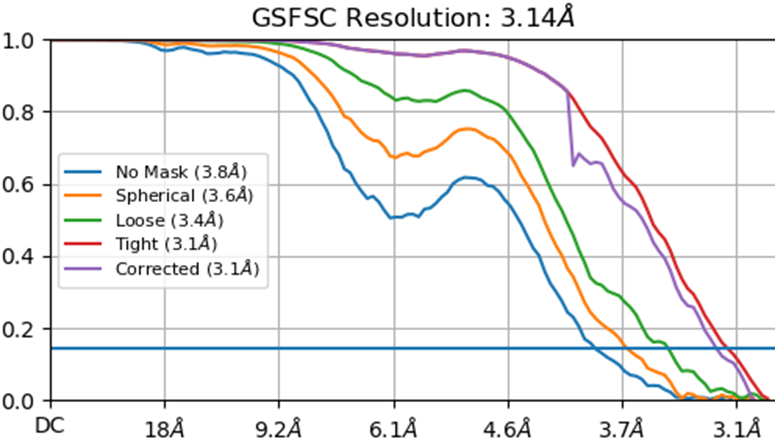 GSFSC Resolution: 3.14Å
1.0
0.8
0.6
0.4
0.2
0.0
No Mask (3.8Å)
Spherical (3.6Å)
Loose (3.4Å)
Tight (3.1Å)
Corrected (3.1Å)
DC 18Å 9.2Å 6.1Å 4.6Å 3.7Å 3.1Å